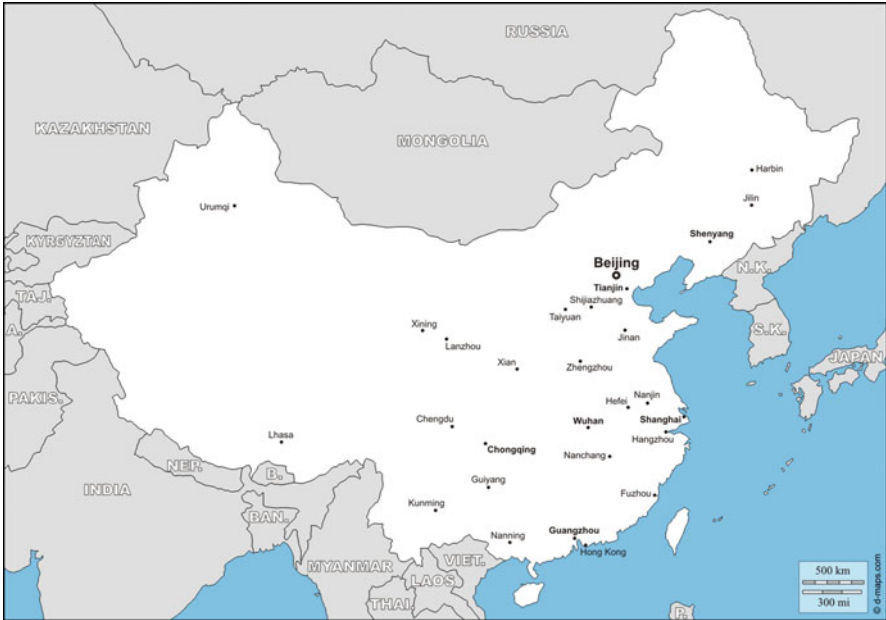 RUSSIA
KAZAKHSTAN
MONGOLIA
Harbin
Jilin
Urumqi
Shenyang
KYRGYZTAN
Beijing
N.K.
Tianjin
TAJ.
Shijiazhuang
Taiyuan
A.
Xining
S.K.
Jinan
Lanzhou
JAPAN
Xian
Zhengzhou
PAKIS.
Hefei
Nanjin
Chengdu
Wuhan
Shanghai
Lhasa
Hangzhou
Chongqing
Nanchang
NEP.
B.
Guiyang
INDIA
Fuzhou
Kunming
BAN.
Guangzhou
Nanning
Hong Kong
MYANMAR
VIET.
LAOS
500 km
THAI.
300 mi
P.
© d-maps.com